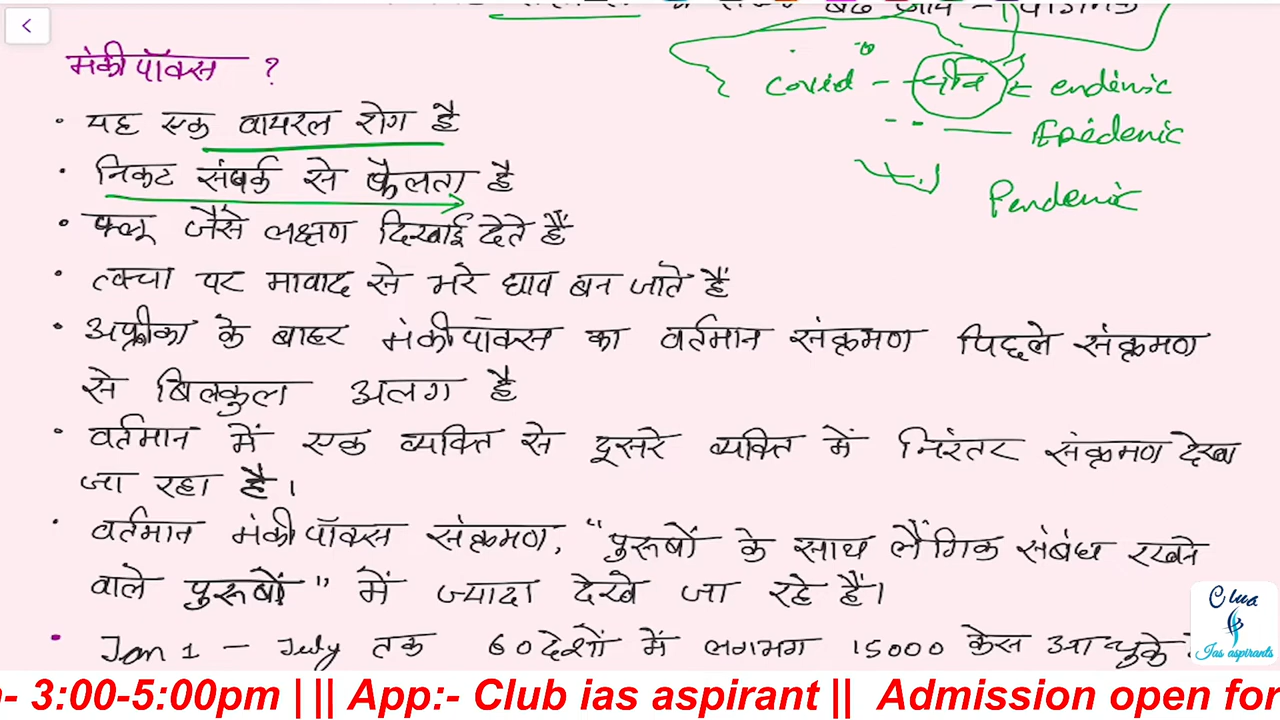 मंकीपॉक्स ?
covid - चीन - endemic
Epedemic
Pendemic
• यह एक वायरल रोग है
• निकट संपर्क से फैलता है
• फ्लू जैसे लक्षण दिखाई देते हैं
• त्वचा पर मावाद से भरे घाव बन जाते हैं
• अफ्रीका के बाहर मंकीपॉक्स का वर्तमान संक्रमण पिछले संक्रमण
से बिलकुल अलग है
• वर्तमान में एक व्यक्ति से दूसरे व्यक्ति में निरंतर संक्रमण देखा
जा रहा है।
• वर्तमान मंकीपॉक्स संक्रमण, "पुरूषों के साथ लैंगिक संबंध रखने
वाले पुरूषों" में ज्यादा देखे जा रहे हैं।
• Jan 1 - July तक 60 देशों में लगभग 15000 केस आ चुके
Club
Ias aspirants
- 3:00-5:00pm | || App:- Club ias aspirant || Admission open for